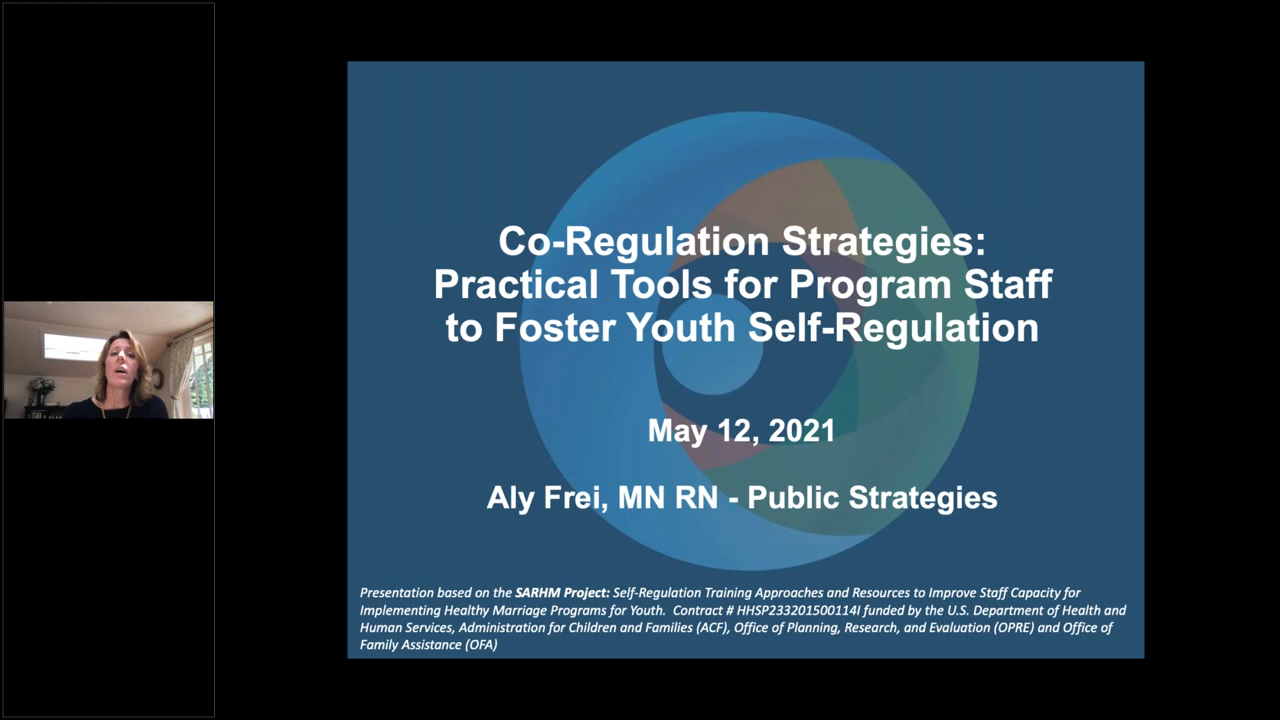 Co-Regulation Strategies:
Practical Tools for Program Staff
to Foster Youth Self-Regulation
May 12, 2021
Aly Frei, MN RN - Public Strategies
Presentation based on the SARHM Project: Self-Regulation Training Approaches and Resources to Improve Staff Capacity for
Implementing Healthy Marriage Programs for Youth. Contract # HHSP233201500114I funded by the U.S. Department of Health and
Human Services, Administration for Children and Families (ACF), Office of Planning, Research, and Evaluation (OPRE) and Office of
Family Assistance (OFA)